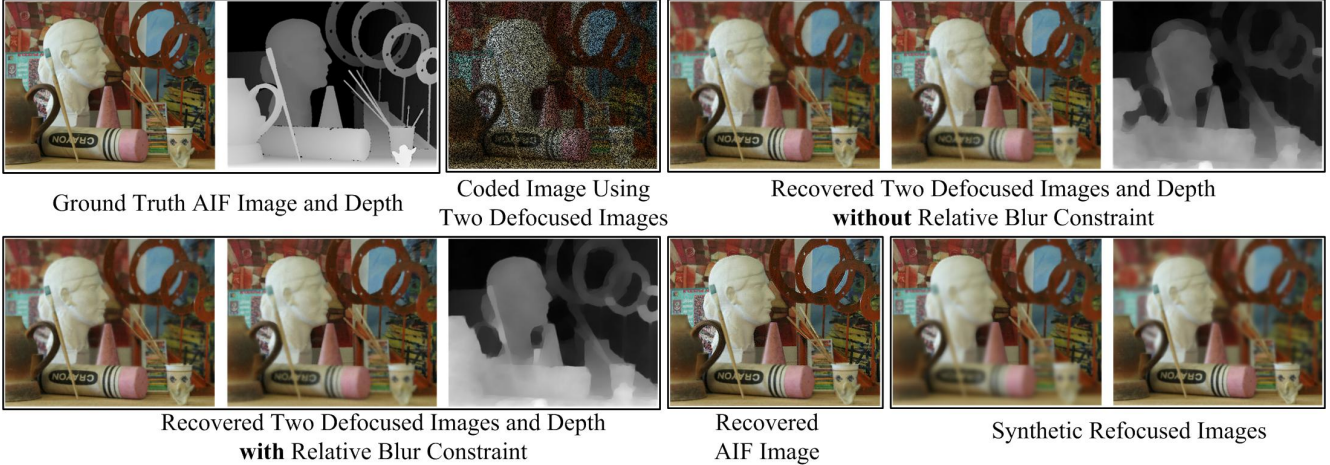 Ground Truth AIF Image and Depth
Coded Image Using
Two Defocused Images
Recovered Two Defocused Images and Depth
without Relative Blur Constraint
Recovered Two Defocused Images and Depth
with Relative Blur Constraint
Recovered
AIF Image
Synthetic Refocused Images
CRAYON
CRAYON
CRAYON
CRAYON
CRAYON
CRAYON
CRAYON
CRAYON
CRAYON